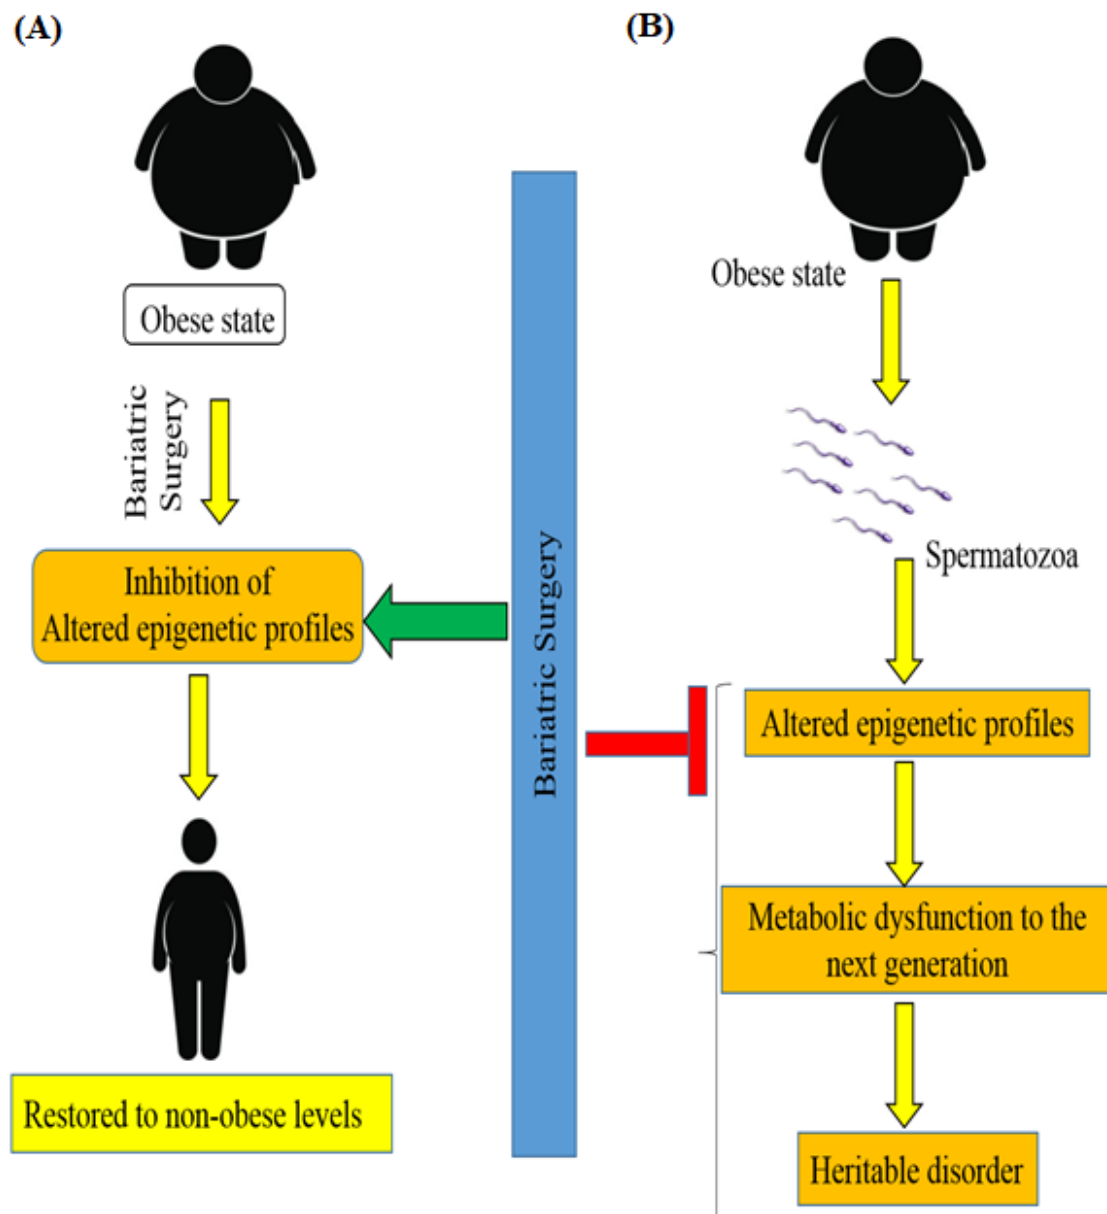 (A)
Obese state
Bariatric
Surgery
Inhibition of
Altered epigenetic profiles
Restored to non-obese levels
Bariatric Surgery
(B)
Obese state
Spermatozoa
Altered epigenetic profiles
Metabolic dysfunction to the
next generation
Heritable disorder